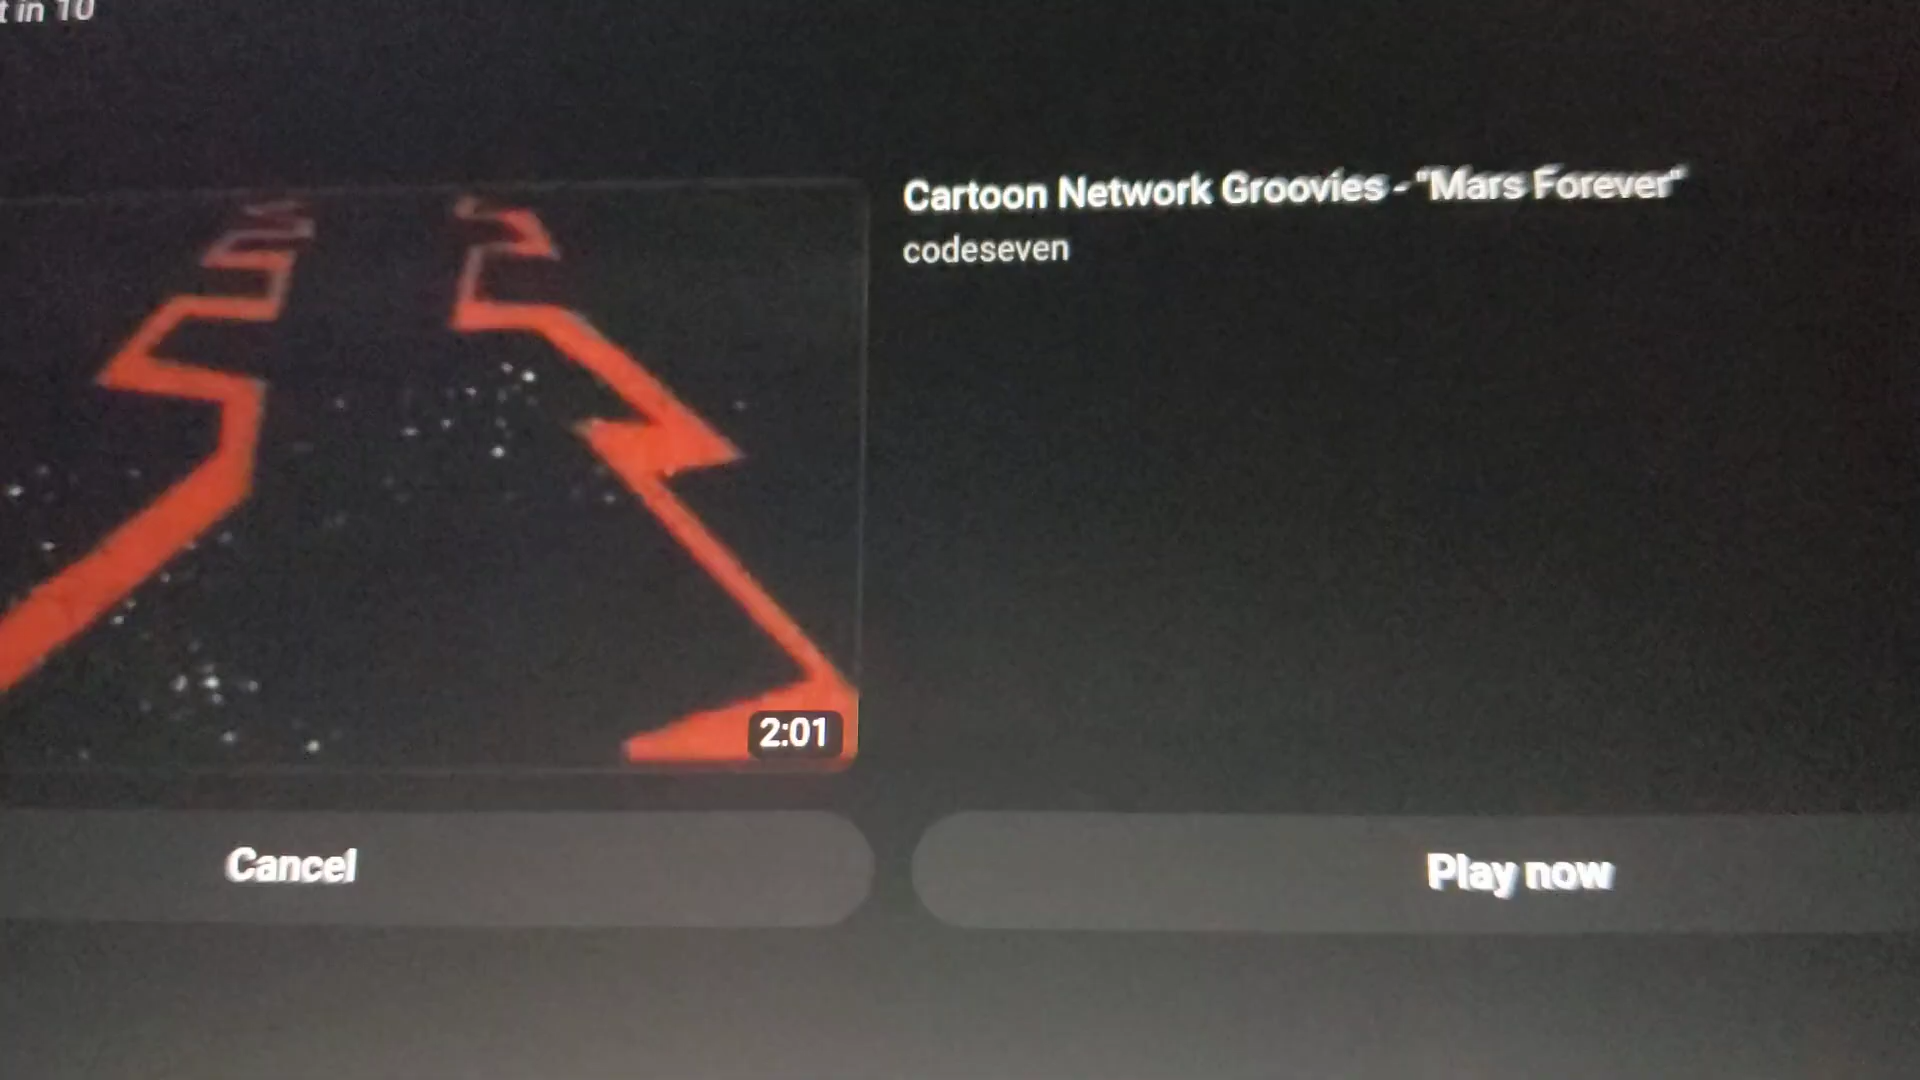 t in 10
Cartoon Network Groovies - "Mars Forever"
codeseven
2:01
Cancel
Play now